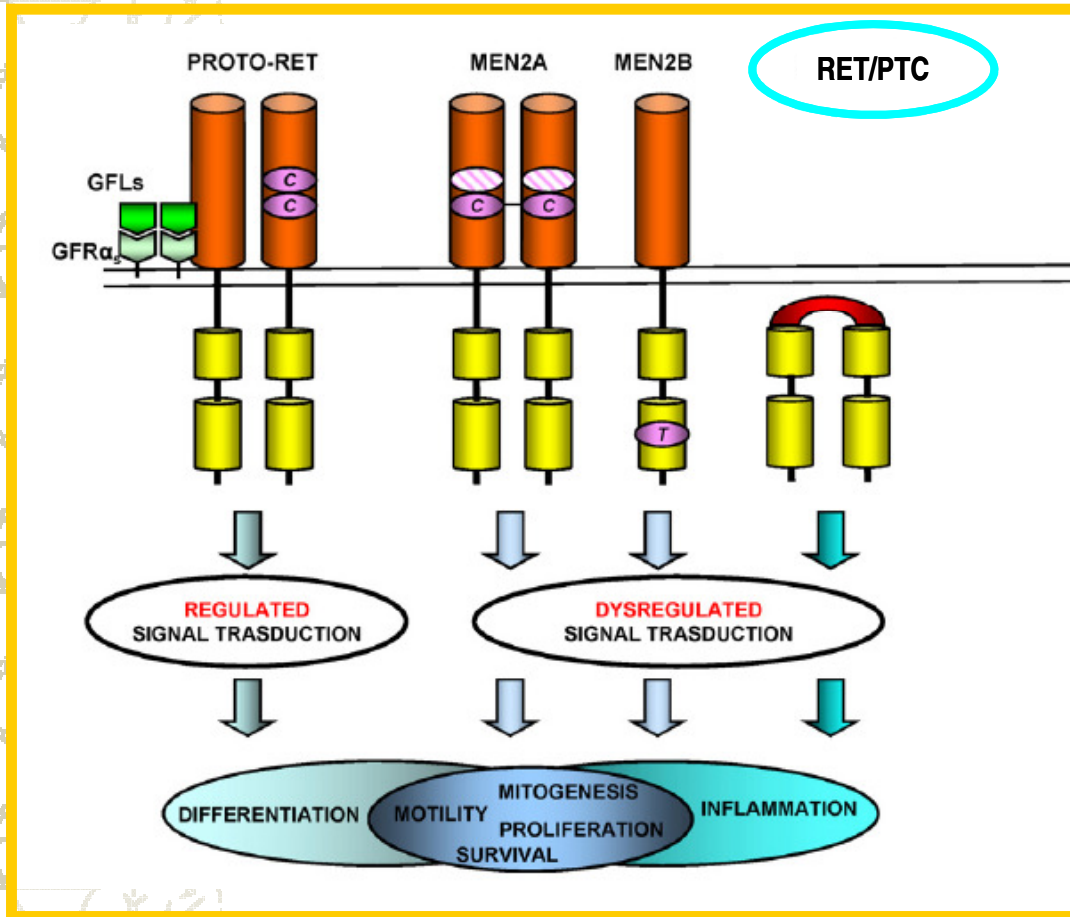 PROTO-RET
MEN2A
MEN2B
RET/PTC
C
C
C
C
GFLs
GFRαs
T
REGULATED
SIGNAL TRASDUCTION
DYSREGULATED
SIGNAL TRASDUCTION
DIFFERENTIATION
MOTILITY
MITOGENESIS
PROLIFERATION
SURVIVAL
INFLAMMATION